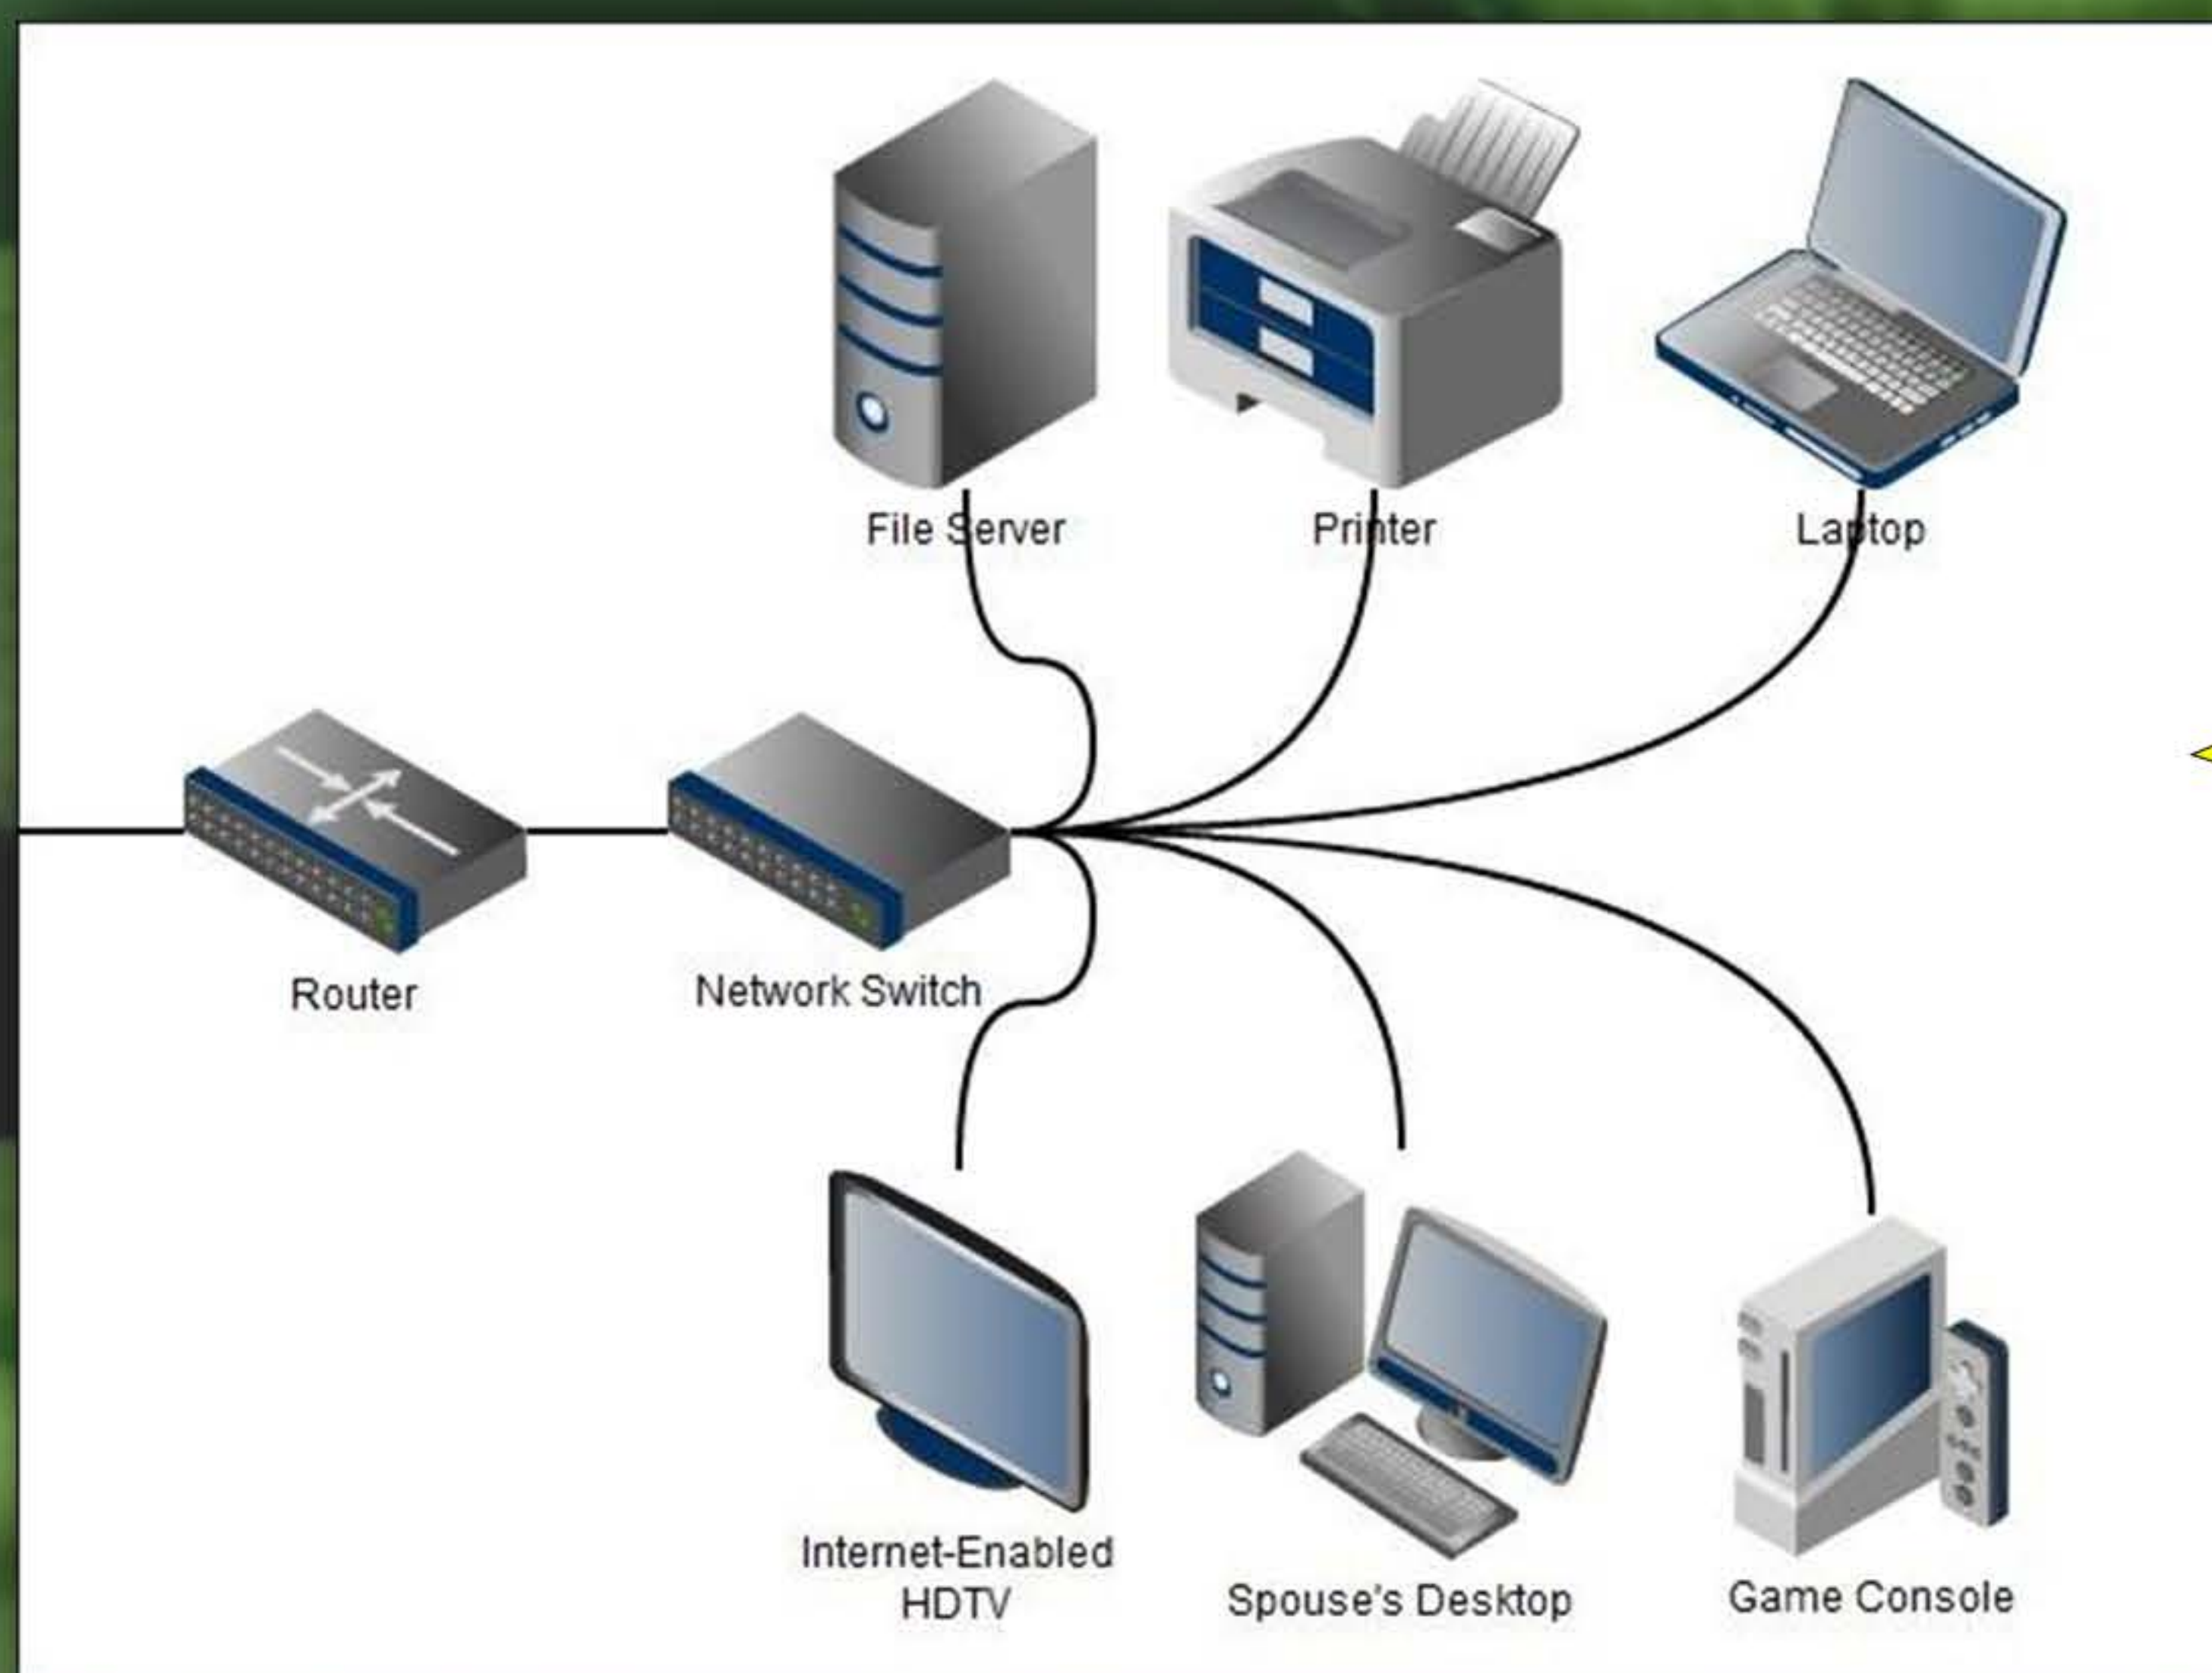 File Server
Printer
Laptop
Router
Network Switch
Internet-Enabled
HDTV
Spouse's Desktop
Game Console